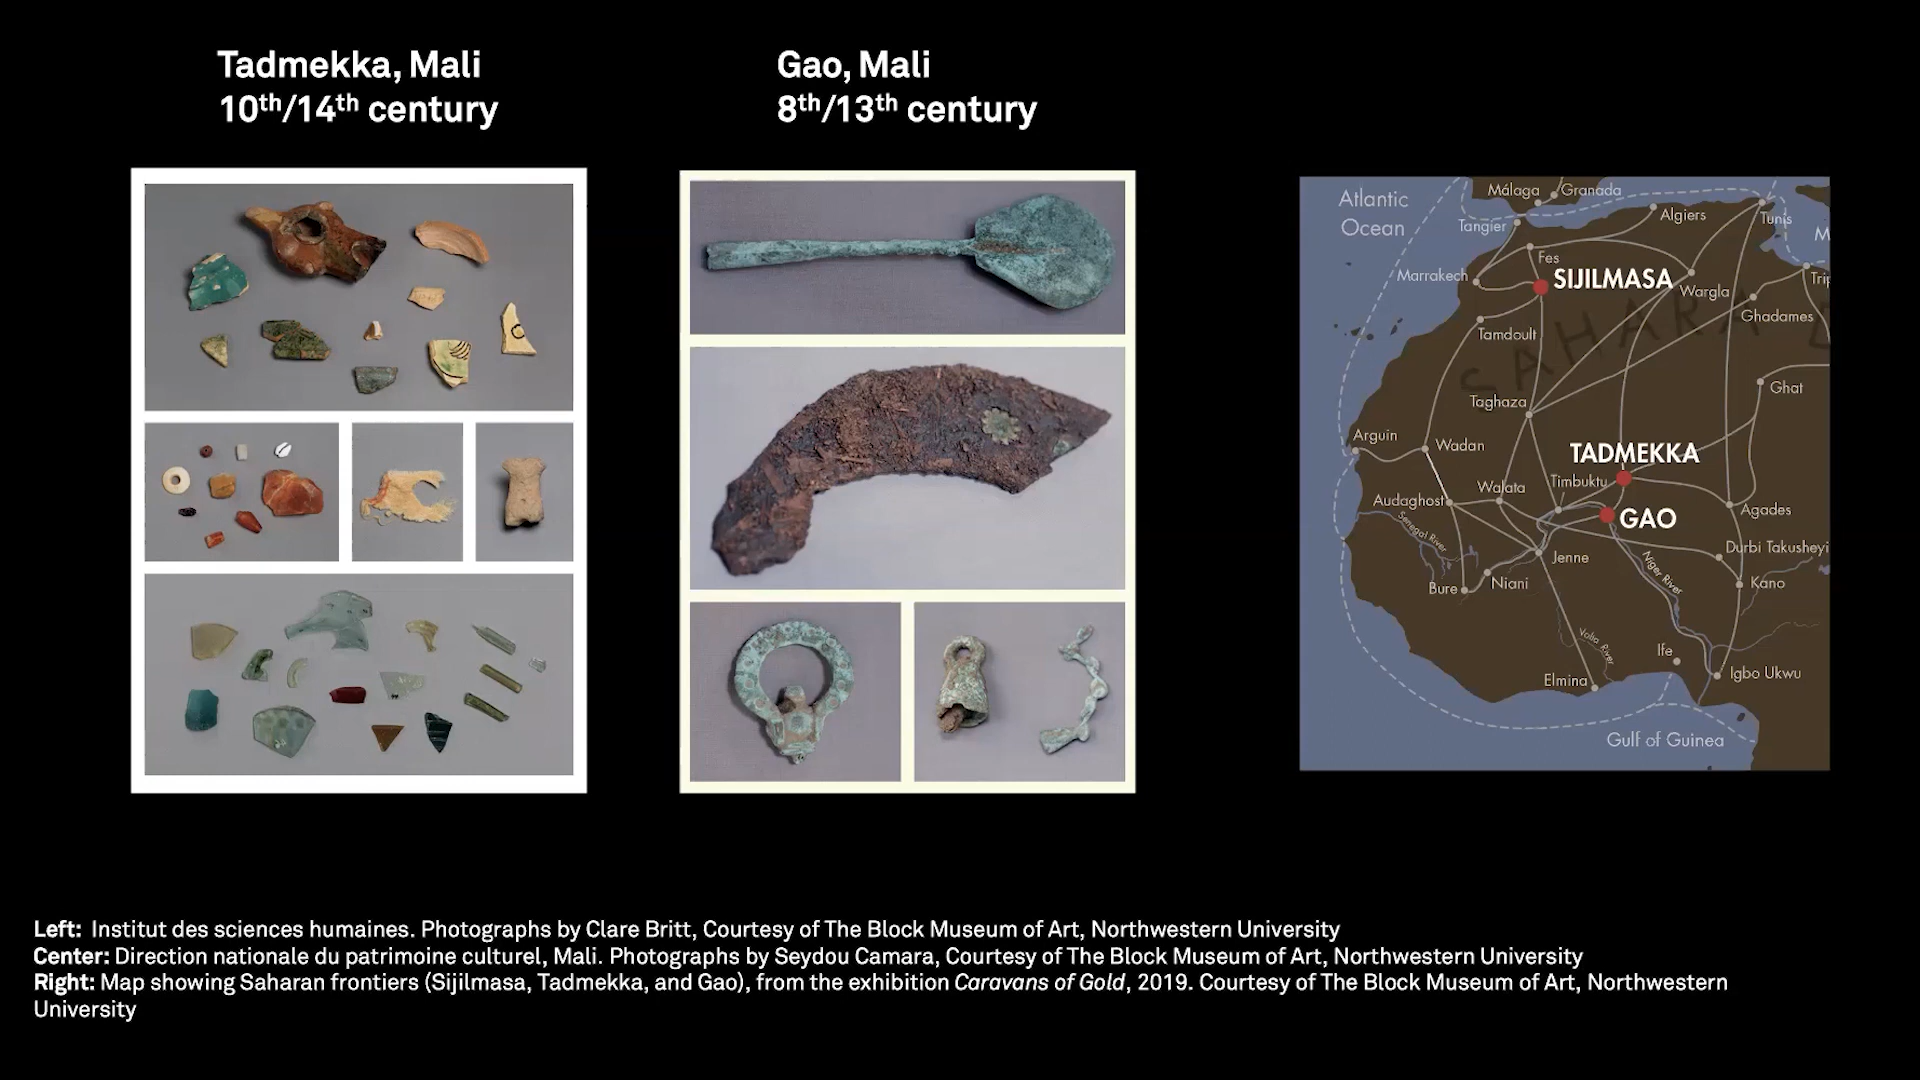 Tadmekka, Mali
10th/14th century
Gao, Mali
8th/13th century
Atlantic
Ocean
Málaga
Granada
Algiers
Tunis
M
Tangier
Fes
Marrakech
SIJILMASA
Wargla
Trip
Ghadames
Tamdoult
SAHARA D
Ghat
Taghaza
Arguin
Wadan
TADMEKKA
Timbuktu
Walata
Audaghost
Agades
GAO
Senegal River
Durbi Takusheyi
Jenne
Niger River
Niani
Bure
Kano
Volta River
Ife
Igbo Ukwu
Elmina
Gulf of Guinea
Left: Institut des sciences humaines. Photographs by Clare Britt, Courtesy of The Block Museum of Art, Northwestern University
Center: Direction nationale du patrimoine culturel, Mali. Photographs by Seydou Camara, Courtesy of The Block Museum of Art, Northwestern University
Right: Map showing Saharan frontiers (Sijilmasa, Tadmekka, and Gao), from the exhibition Caravans of Gold, 2019. Courtesy of The Block Museum of Art, Northwestern
University